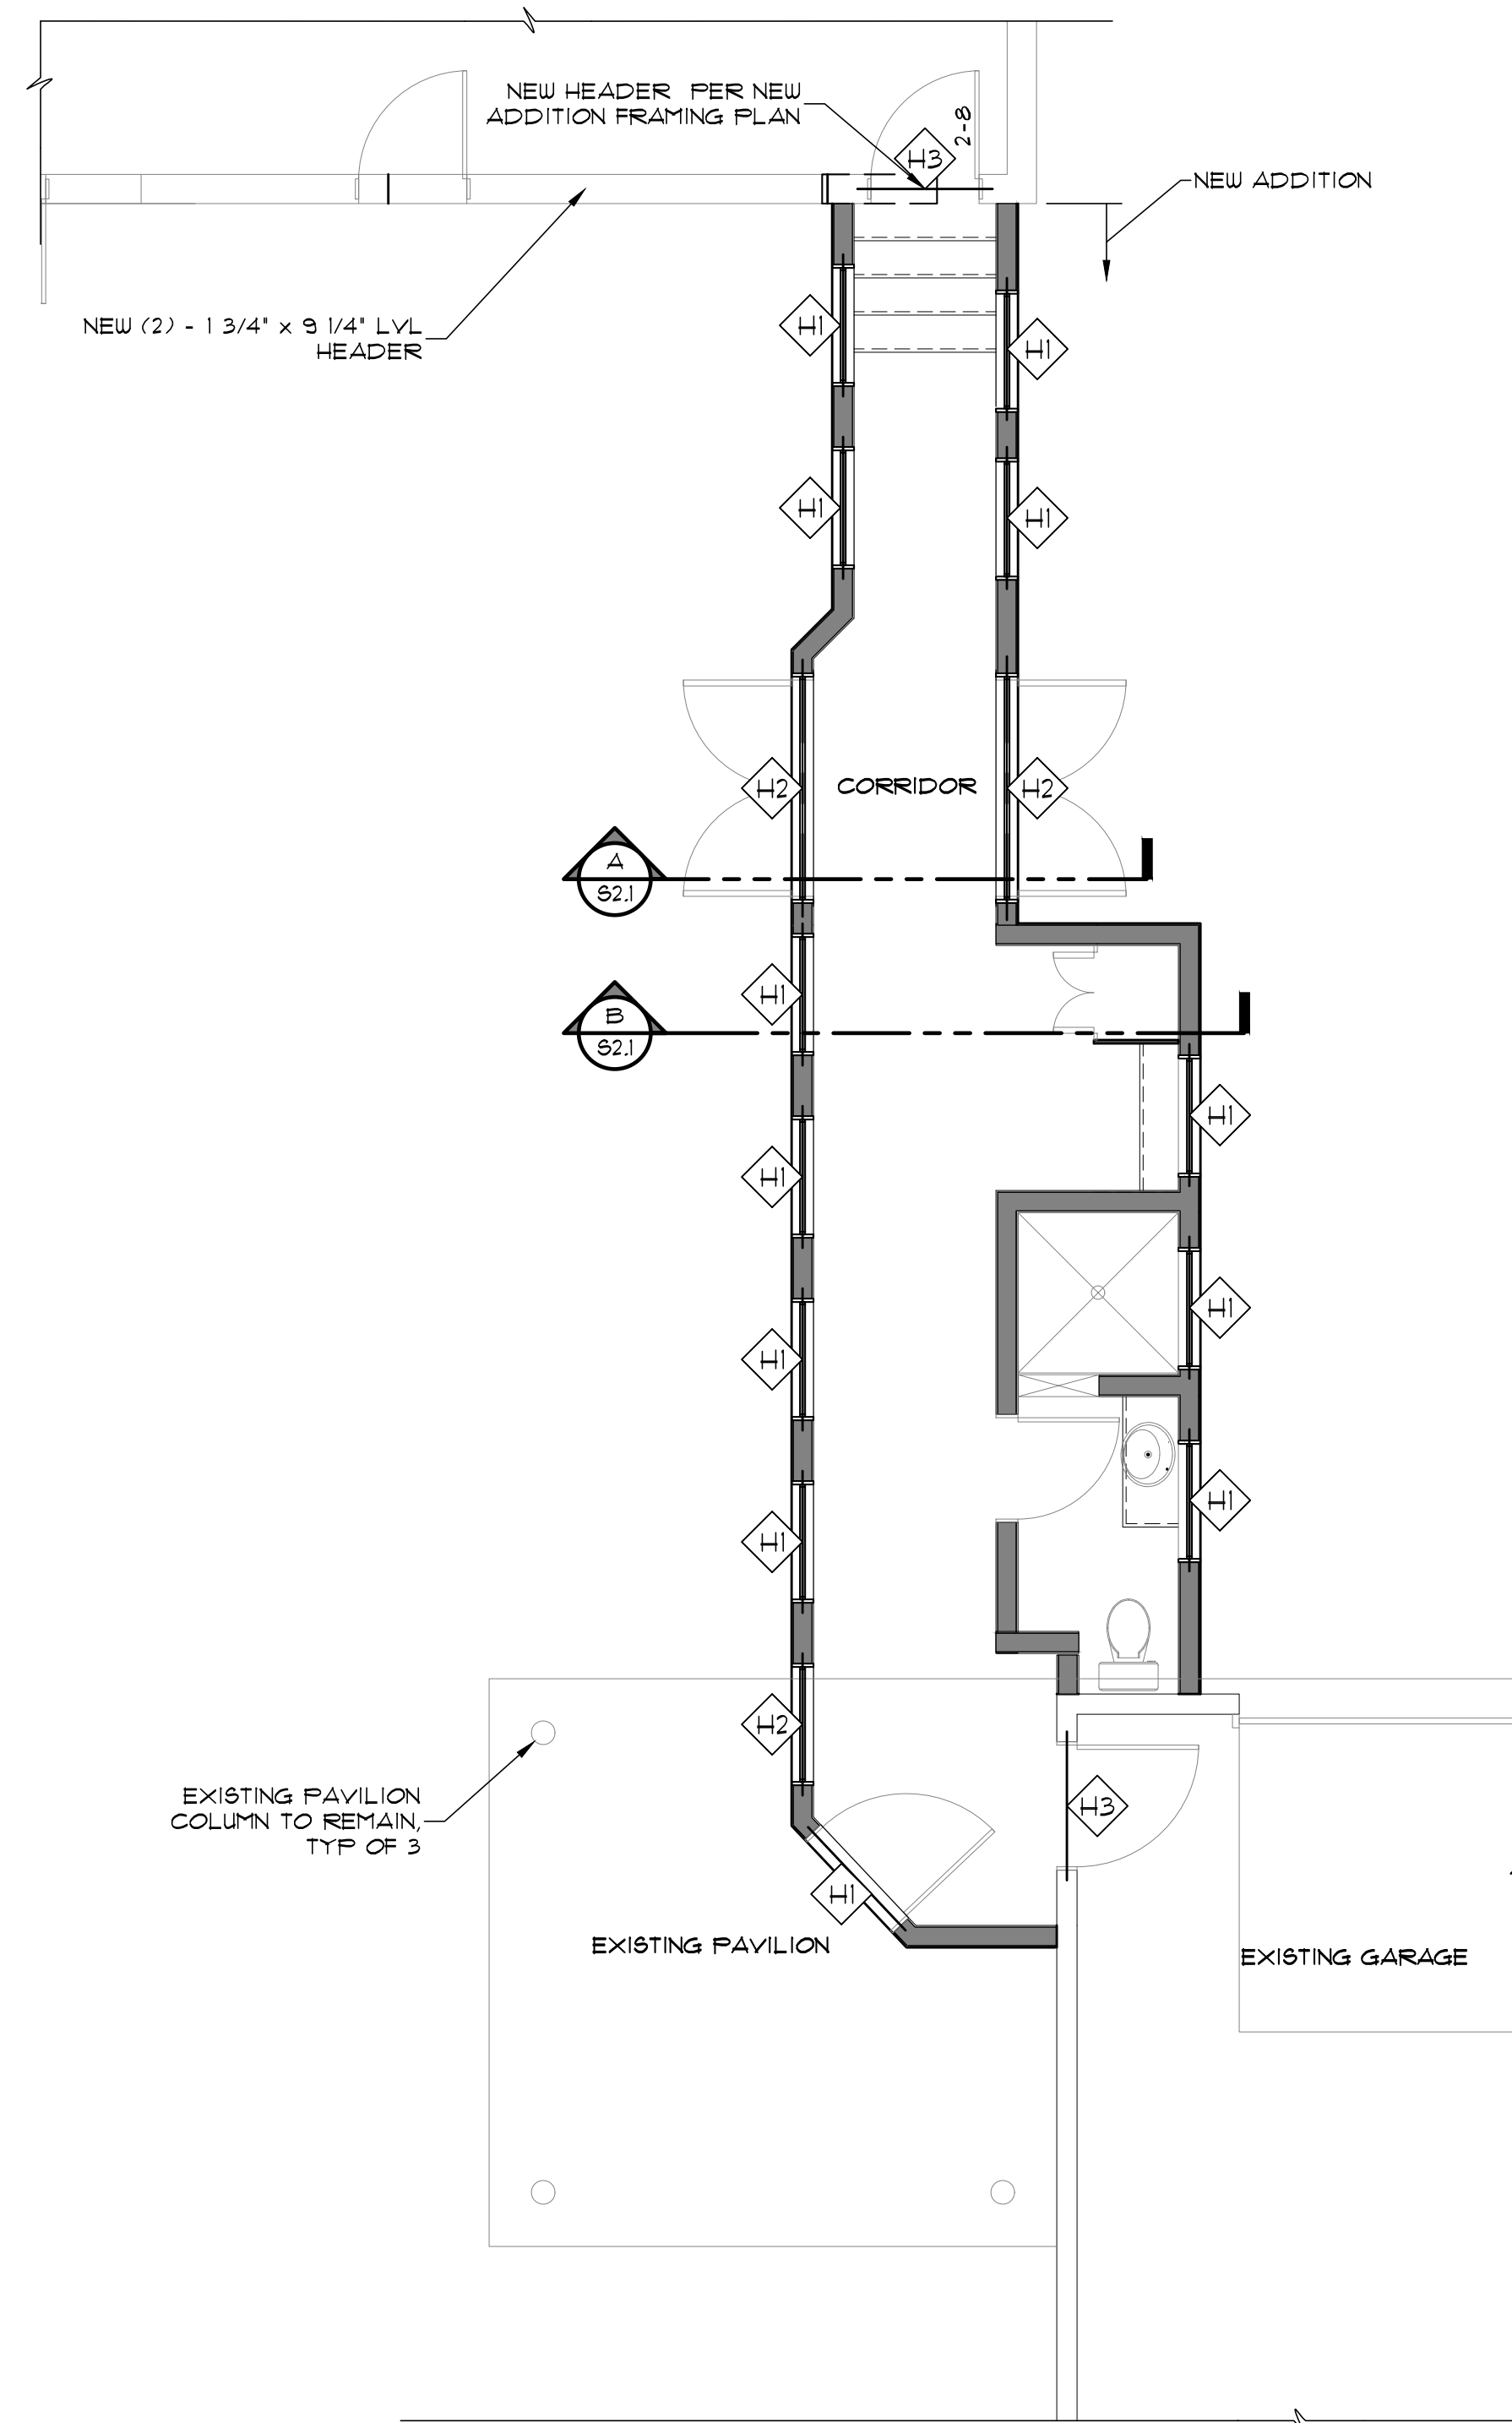 NEW HEADER PER NEW
ADDITION FRAMING PLAN
2-8
H3
NEW ADDITION
NEW (2) - 1 3/4" x 9 1/4" LVL
HEADER
H1
H1
H1
H1
H2
CORRIDOR
H2
A
S2.1
H1
B
S2.1
H1
H1
H1
H1
H1
H1
H2
EXISTING PAVILION
COLUMN TO REMAIN,
TYP OF 3
H3
H1
EXISTING PAVILION
EXISTING GARAGE